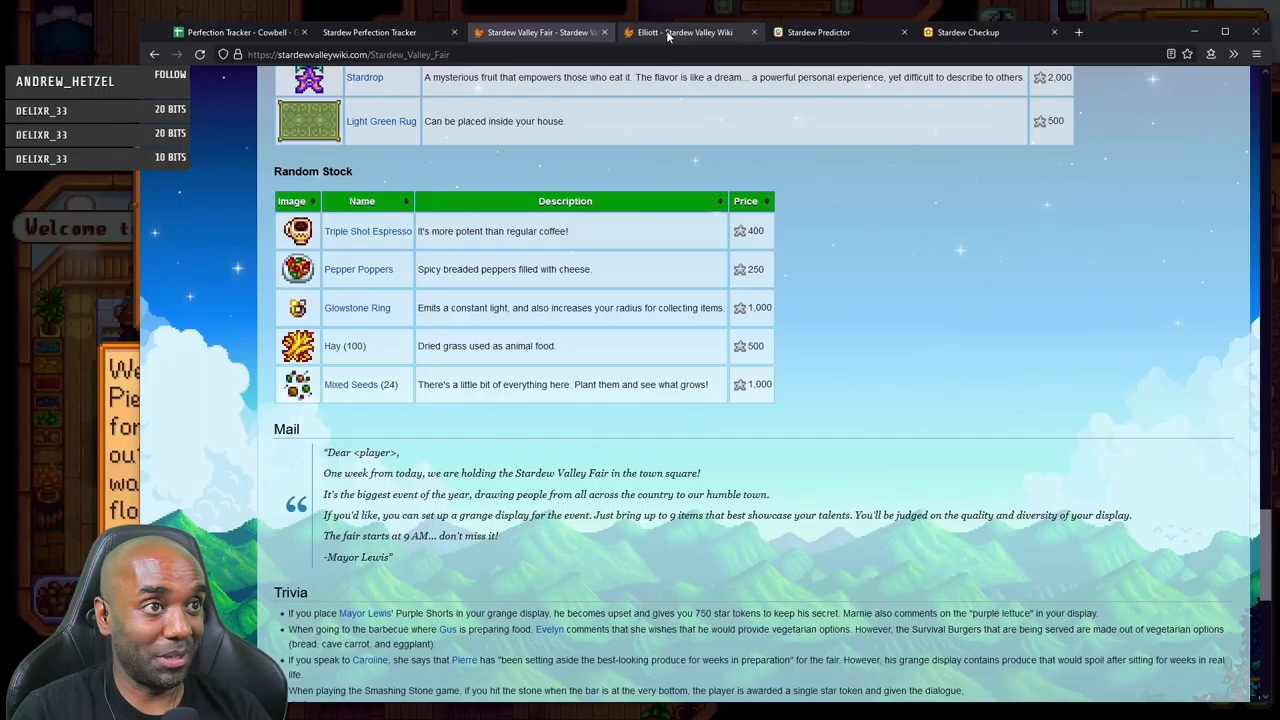 Perfection Tracker - Cowbell - G
Stardew Perfection Tracker
Stardew Valley Fair - Stardew Va
Elliott - Stardew Valley Wiki
Stardew Predictor
Stardew Checkup
https://stardewvalleywiki.com/Stardew_Valley_Fair
ANDREW_HETZEL FOLLOW
DELIXR_33 20 BITS
DELIXR_33 20 BITS
DELIXR_33 10 BITS
Stardrop A mysterious fruit that empowers those who eat it. The flavor is like a dream... a powerful personal experience, yet difficult to describe to others. 2,000
Light Green Rug Can be placed inside your house. 500
Random Stock
Image Name Description Price
Triple Shot Espresso It's more potent than regular coffee! 400
Pepper Poppers Spicy breaded peppers filled with cheese. 250
Glowstone Ring Emits a constant light, and also increases your radius for collecting items. 1,000
Hay (100) Dried grass used as animal food. 500
Mixed Seeds (24) There's a little bit of everything here. Plant them and see what grows! 1,000
Mail
“Dear <player>,
One week from today, we are holding the Stardew Valley Fair in the town square!
It's the biggest event of the year, drawing people from all across the country to our humble town.
If you'd like, you can set up a grange display for the event. Just bring up to 9 items that best showcase your talents. You'll be judged on the quality and diversity of your display.
The fair starts at 9 AM... don't miss it!
-Mayor Lewis”
Trivia
If you place Mayor Lewis' Purple Shorts in your grange display, he becomes upset and gives you 750 star tokens to keep his secret. Marnie also comments on the "purple lettuce" in your display.
When going to the barbecue where Gus is preparing food, Evelyn comments that she wishes that he would provide vegetarian options. However, the Survival Burgers that are being served are made out of vegetarian options
(bread, cave carrot, and eggplant).
If you speak to Caroline, she says that Pierre has "been setting aside the best-looking produce for weeks in preparation" for the fair. However, his grange display contains produce that would spoil after sitting for weeks in real
life.
When playing the Smashing Stone game, if you hit the stone when the bar is at the very bottom, the player is awarded a single star token and given the dialogue,
Welcome t
We
Pie
for
ou
wa
flo